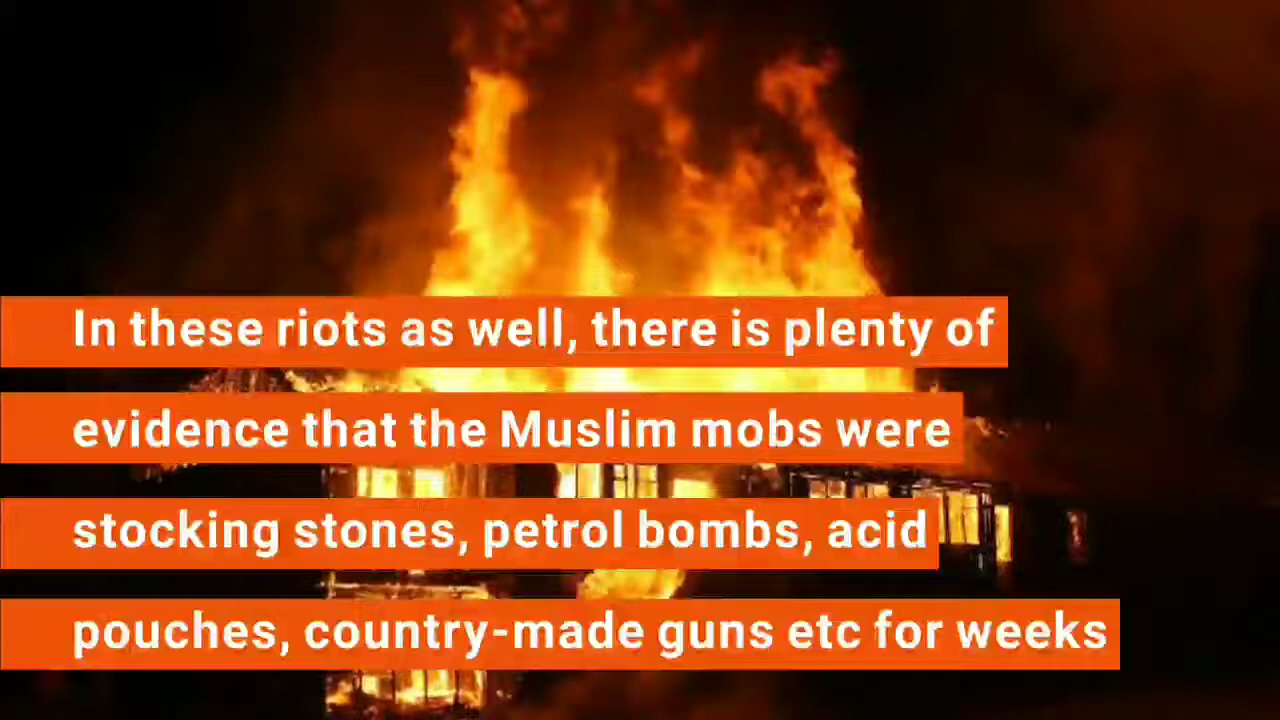 In these riots as well, there is plenty of
evidence that the Muslim mobs were
stocking stones, petrol bombs, acid
pouches, country-made guns etc for weeks